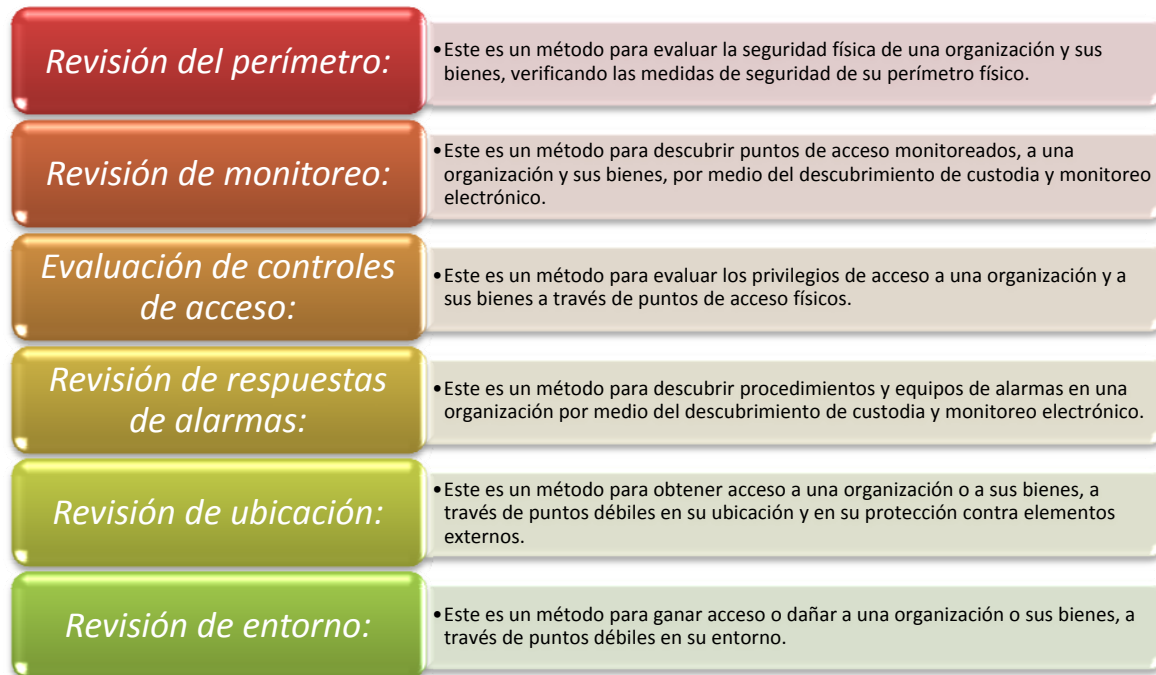 Revisión del perímetro:
•Este es un método para evaluar la seguridad física de una organización y sus
bienes, verificando las medidas de seguridad de su perímetro físico.
Revisión de monitoreo:
•Este es un método para descubrir puntos de acceso monitoreados, a una
organización y sus bienes, por medio del descubrimiento de custodia y monitoreo
electrónico.
Evaluación de controles
de acceso:
•Este es un método para evaluar los privilegios de acceso a una organización y a
sus bienes a través de puntos de acceso físicos.
Revisión de respuestas
de alarmas:
•Este es un método para descubrir procedimientos y equipos de alarmas en una
organización por medio del descubrimiento de custodia y monitoreo electrónico.
Revisión de ubicación:
•Este es un método para obtener acceso a una organización o a sus bienes, a
través de puntos débiles en su ubicación y en su protección contra elementos
externos.
Revisión de entorno:
•Este es un método para ganar acceso o dañar a una organización o sus bienes, a
través de puntos débiles en su entorno.